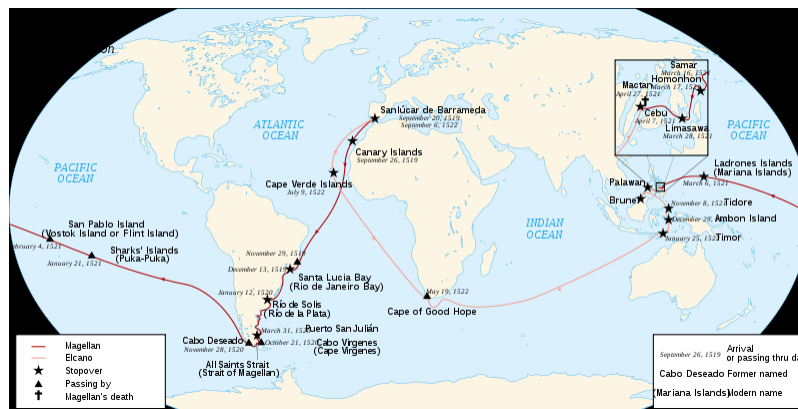 on
Samar
March 16, 1521
Homonhon
March 17, 1521
Mactan
April 27, 1521
Cebu
April 7, 1521
Limasawa
March 28, 1521
Sanlúcar de Barrameda
September 20, 1519
September 6, 1522
ATLANTIC
OCEAN
PACIFIC
OCEAN
Canary Islands
September 26, 1519
PACIFIC
OCEAN
Ladrones Islands
(Mariana Islands)
March 6, 1521
Cape Verde Islands
July 9, 1522
Palawan
Brunei
November 8, 1521
Tidore
December 29,
Ambon Island
January 25, 152
Timor
INDIAN
OCEAN
San Pablo Island
(Vostok Island or Flint Island)
February 4, 1521
Sharks' Islands
(Puka-Puka)
January 21, 1521
November 29, 1519
December 13, 1519
Santa Lucia Bay
(Rio de Janeiro Bay)
January 12, 1520
Río de Solis
(Río de la Plata)
May 19, 1522
Cape of Good Hope
March 31, 1520
Puerto San Julián
Cabo Deseado
November 28, 1520
October 21, 1520
Cabo Virgenes
(Cape Virgenes)
All Saints Strait
(Strait of Magellan)
Magellan
Elcano
Stopover
Passing by
Magellan's death
September 26, 1519
Arrival
or passing thru da
Cabo Deseado Former named
(Mariana Islands) Modern name